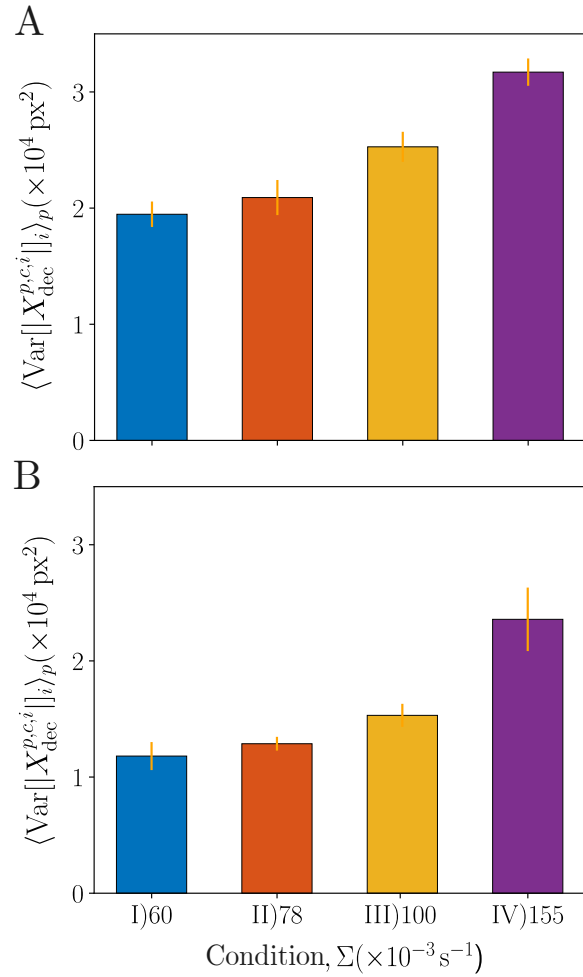 A
⟨Var[|X_dec^{p,c,i}|]_i⟩_p(×10^4 px^2)
3
2
1
0
B
⟨Var[|X_dec^{p,c,i}|]_i⟩_p(×10^4 px^2)
3
2
1
0
I)60 II)78 III)100 IV)155
Condition, Σ(×10^{-3} s^{-1})